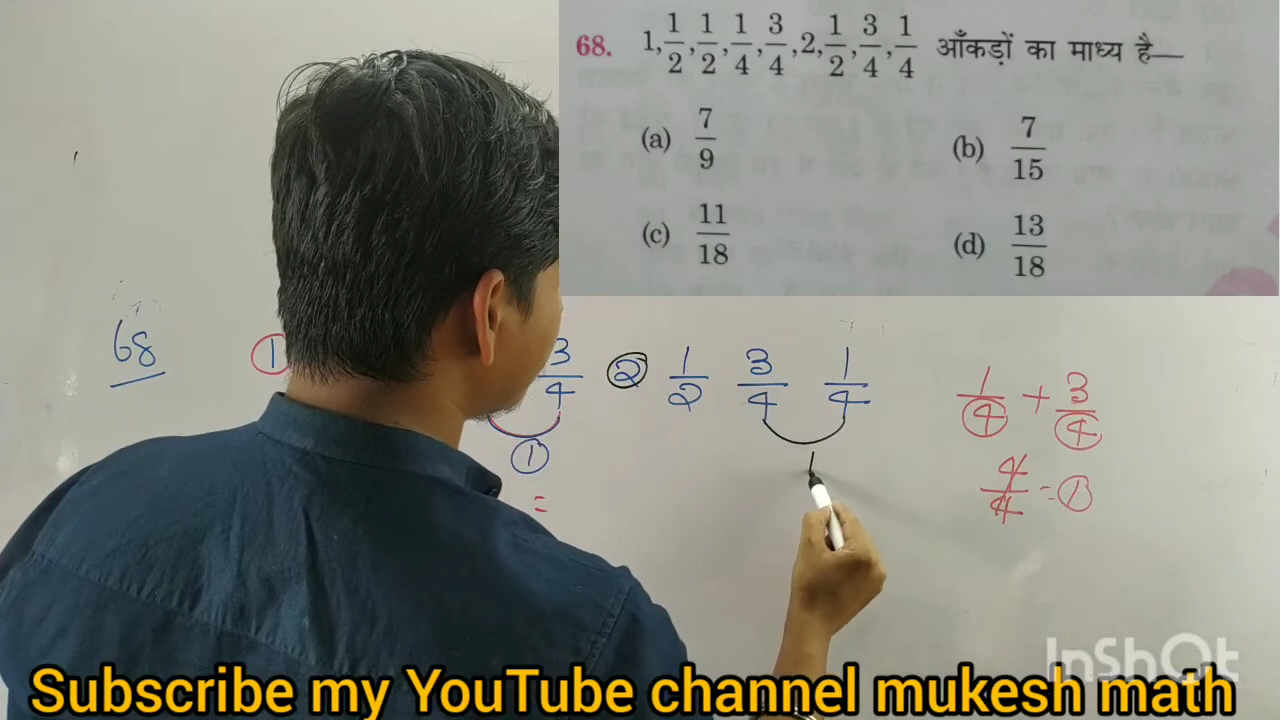 68. 1, 1/2, 1/2, 1/4, 3/4, 2, 1/2, 3/4, 1/4 आँकड़ों का माध्य है—
(a) 7/9 (b) 7/15
(c) 11/18 (d) 13/18
68 1 3/4 2 1/2 3/4 1/4 1/4 + 3/4
1 4/4 = 1
=
InShOt
Subscribe my YouTube channel mukesh math